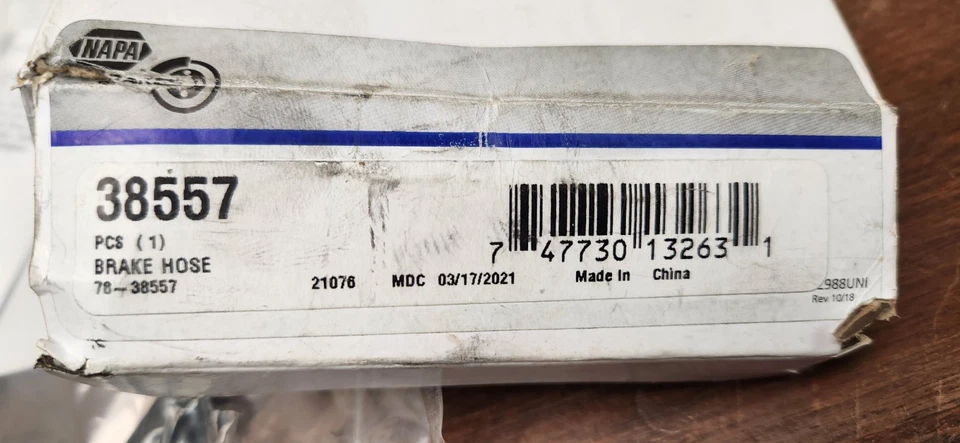 NAPA
38557
PCS (1)
BRAKE HOSE
78-38557
21076 MDC 03/17/2021
7 47730 13263 1
Made In China
988UNI
Rev 10/18